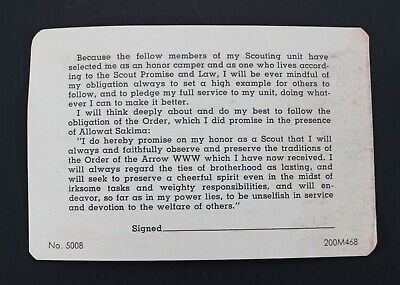 Because the fellow members of my Scouting unit have
selected me as an honor camper and as one who lives accord-
ing to the Scout Promise and Law, I will be ever mindful of
my obligation always to set a high example for others to
follow, and to pledge my full service to my unit, doing what-
ever I can to make it better.
I will think deeply about and do my best to follow the
obligation of the Order, which I did promise in the presence
of Allowat Sakima:
"I do hereby promise on my honor as a Scout that I will
always and faithfully observe and preserve the traditions of
the Order of the Arrow WWW which I have now received. I
will always regard the ties of brotherhood as lasting, and
will seek to preserve a cheerful spirit even in the midst of
irksome tasks and weighty responsibilities, and will en-
deavor, so far as in my power lies, to be unselfish in service
and devotion to the welfare of others."
Signed
No. 5008 200M468